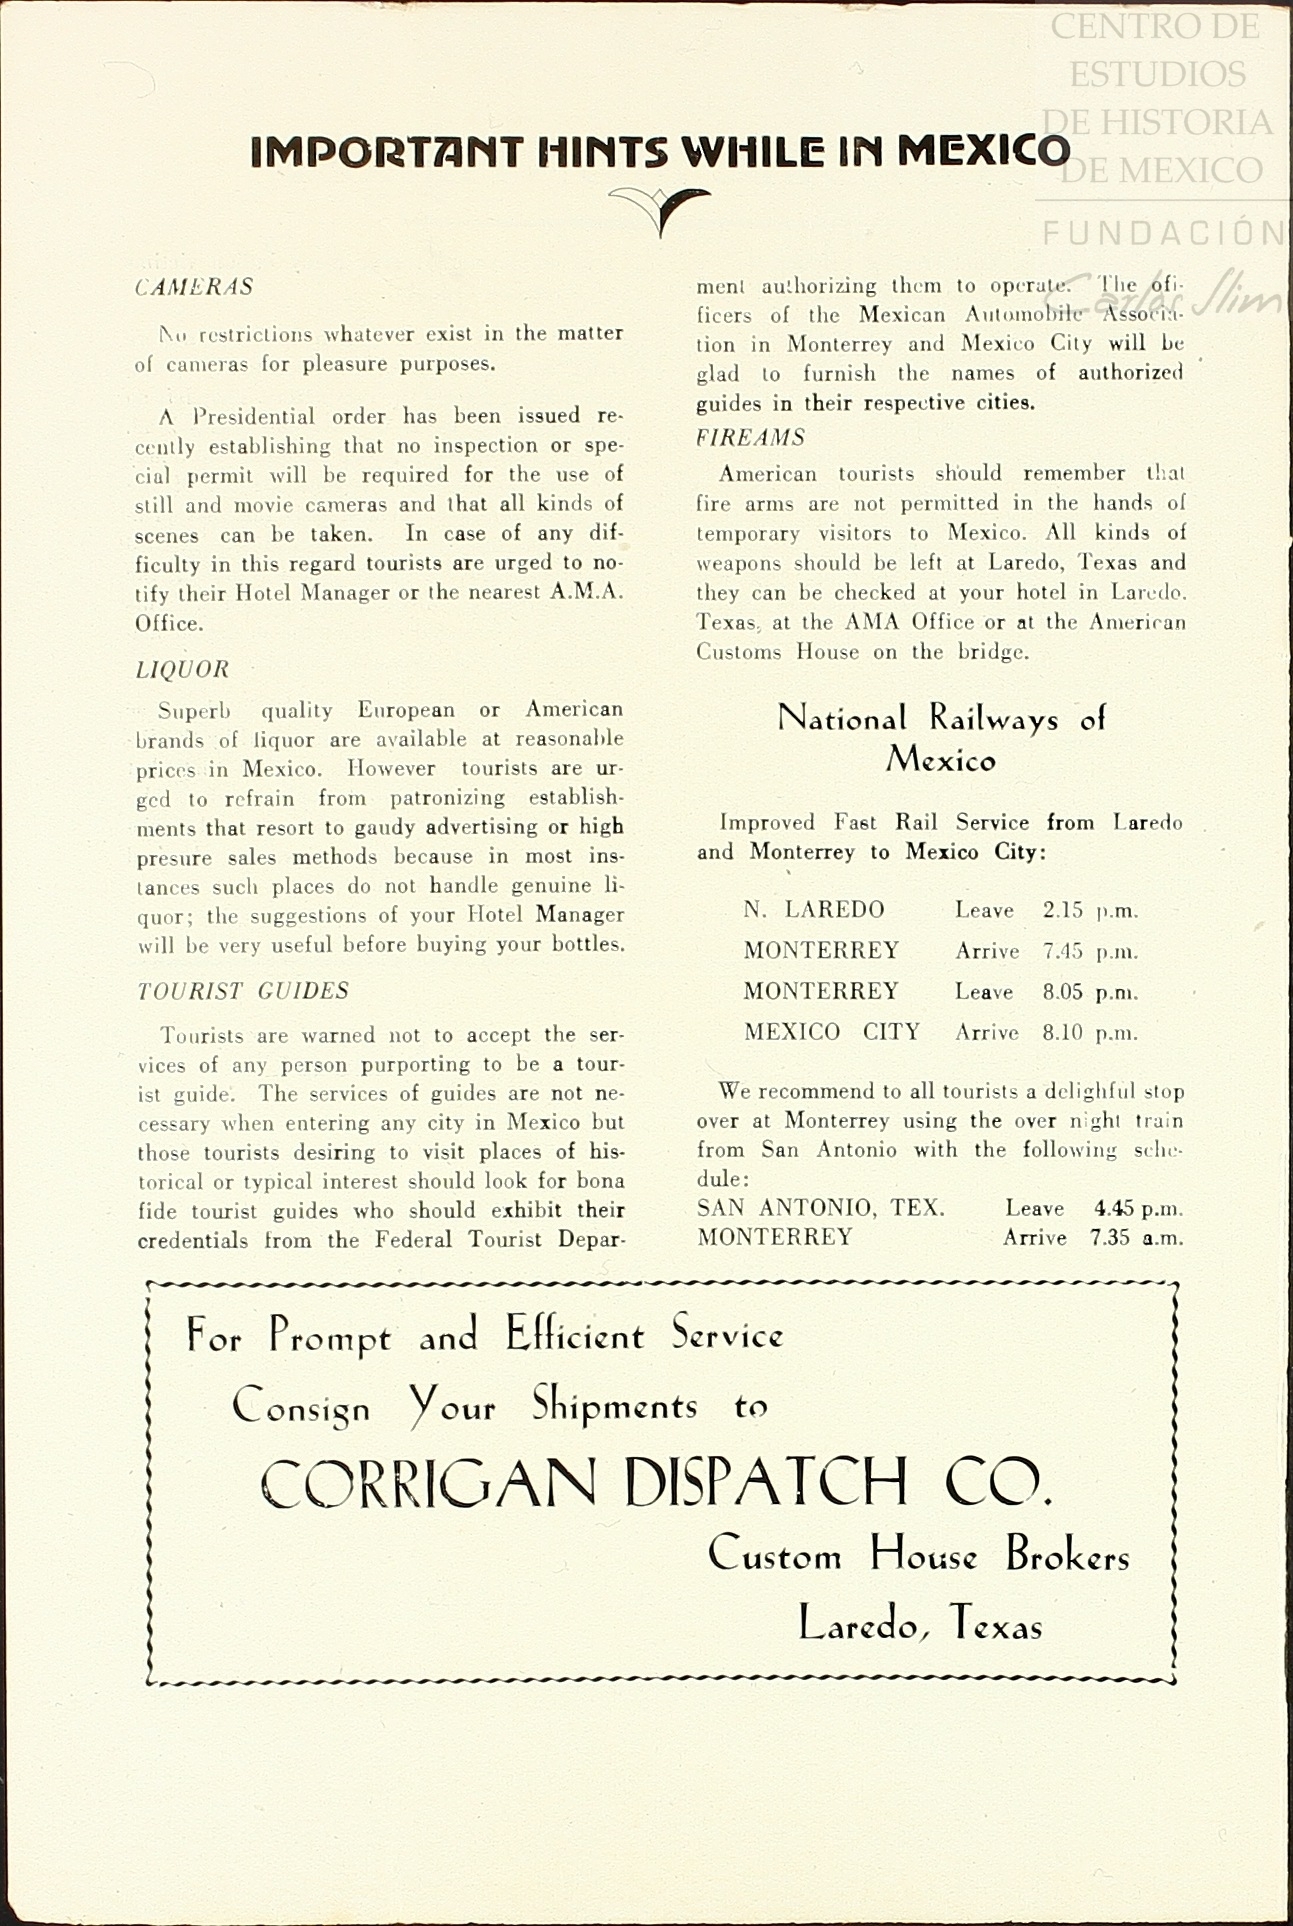 CENTRO DE
ESTUDIOS
DE HISTORIA
DE MEXICO
FUNDACIÓN
Carlos Slim
IMPORTANT HINTS WHILE IN MEXICO
CAMERAS
No restrictions whatever exist in the matter
of cameras for pleasure purposes.
A Presidential order has been issued re-
cently establishing that no inspection or spe-
cial permit will be required for the use of
still and movie cameras and that all kinds of
scenes can be taken. In case of any dif-
ficulty in this regard tourists are urged to no-
tify their Hotel Manager or the nearest A.M.A.
Office.
LIQUOR
Superb quality European or American
brands of liquor are available at reasonable
prices in Mexico. However tourists are ur-
ged to refrain from patronizing establish-
ments that resort to gaudy advertising or high
presure sales methods because in most ins-
tances such places do not handle genuine li-
quor; the suggestions of your Hotel Manager
will be very useful before buying your bottles.
TOURIST GUIDES
Tourists are warned not to accept the ser-
vices of any person purporting to be a tour-
ist guide. The services of guides are not ne-
cessary when entering any city in Mexico but
those tourists desiring to visit places of his-
torical or typical interest should look for bona
fide tourist guides who should exhibit their
credentials from the Federal Tourist Depar-
ment authorizing them to operate. The ofi-
ficers of the Mexican Automobile Associa-
tion in Monterrey and Mexico City will be
glad to furnish the names of authorized
guides in their respective cities.
FIREAMS
American tourists should remember that
fire arms are not permitted in the hands of
temporary visitors to Mexico. All kinds of
weapons should be left at Laredo, Texas and
they can be checked at your hotel in Laredo.
Texas, at the AMA Office or at the American
Customs House on the bridge.
National Railways of
Mexico
Improved Fast Rail Service from Laredo
and Monterrey to Mexico City:
N. LAREDO Leave 2.15 p.m.
MONTERREY Arrive 7.45 p.m.
MONTERREY Leave 8.05 p.m.
MEXICO CITY Arrive 8.10 p.m.
We recommend to all tourists a delighful stop
over at Monterrey using the over night train
from San Antonio with the following sche-
dule:
SAN ANTONIO, TEX. Leave 4.45 p.m.
MONTERREY Arrive 7.35 a.m.
For Prompt and Efficient Service
Consign Your Shipments to
CORRIGAN DISPATCH CO.
Custom House Brokers
Laredo, Texas